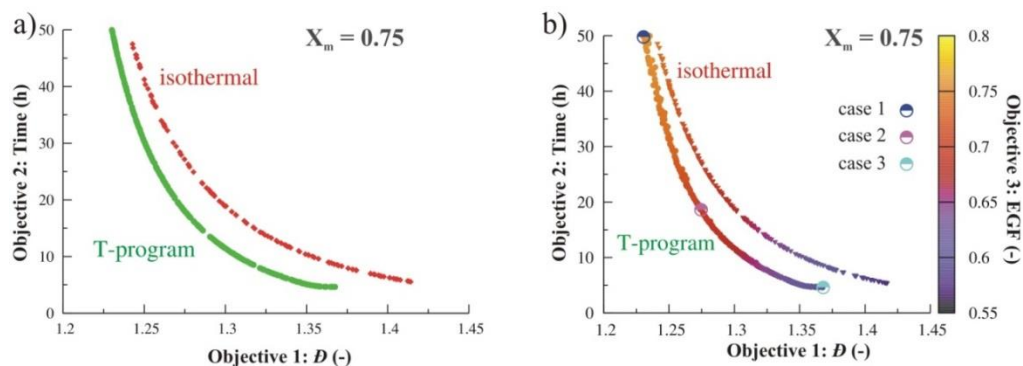 a)
X_m = 0.75
isothermal
T-program
Objective 2: Time (h)
50
40
30
20
10
0
1.2
1.25
1.3
1.35
1.4
1.45
Objective 1: Đ (-)
b)
X_m = 0.75
isothermal
case 1
case 2
case 3
T-program
Objective 2: Time (h)
50
40
30
20
10
0
1.2
1.25
1.3
1.35
1.4
1.45
Objective 1: Đ (-)
0.8
0.75
0.7
0.65
0.6
0.55
Objective 3: EGF (-)